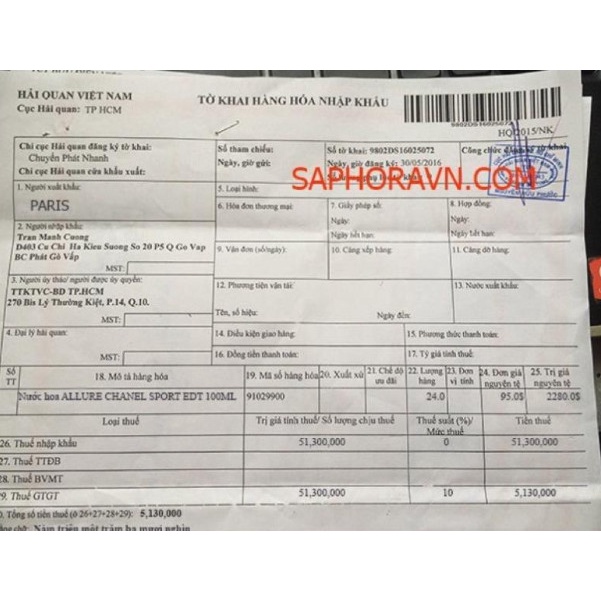 HẢI QUAN VIỆT NAM
Cục Hải quan: TP HCM
TỜ KHAI HÀNG HÓA NHẬP KHẨU
9802DS16025072
HQ/2015/NK
Chi cục Hải quan đăng ký tờ khai:
Chuyển Phát Nhanh
Chi cục Hải quan cửa khẩu xuất:
Số tham chiếu:
Ngày, giờ gửi:
Số tờ khai: 9802DS16025072
Ngày, giờ đăng ký: 30/05/2016
Công chức đăng ký tờ khai
SAPHORAVN.COM
1. Người xuất khẩu:
PARIS
5. Loại hình:
6. Hóa đơn thương mại:
7. Giấy phép số:
Ngày:
Ngày hết hạn:
8. Hợp đồng:
Ngày:
Ngày hết hạn:
2. Người nhập khẩu:
Tran Manh Cuong
D403 Cu Chi Ha Kieu Suong So 20 P5 Q Go Vap
BC Phát Gò Vấp
MST:
9. Vận đơn (số/ngày):
10. Cảng xếp hàng:
11. Cảng dỡ hàng:
3. Người ủy thác/ người được ủy quyền:
TTKTVC-BD TP.HCM
270 Bis Lý Thường Kiệt, P.14, Q.10.
MST:
12. Phương tiện vận tải:
Tên, số hiệu:
Ngày đến:
13. Nước xuất khẩu:
4. Đại lý hải quan:
MST:
14. Điều kiện giao hàng:
15. Phương thức thanh toán:
16. Đồng tiền thanh toán:
17. Tỷ giá tính thuế:
Số TT
18. Mô tả hàng hóa
19. Mã số hàng hóa
20. Xuất xứ
21. Chế độ ưu đãi
22. Lượng hàng
23. Đơn vị tính
24. Đơn giá nguyên tệ
25. Trị giá nguyên tệ
Nước hoa ALLURE CHANEL SPORT EDT 100ML 91029900 24.0 95.0$ 2280.0$
Loại thuế
Trị giá tính thuế/ Số lượng chịu thuế
Thuế suất (%)/ Mức thuế
Tiền thuế
26. Thuế nhập khẩu 51,300,000 0 51,300,000
27. Thuế TTĐB
28. Thuế BVMT
29. Thuế GTGT 51,300,000 10 5,130,000
30. Tổng số tiền thuế (ô 26+27+28+29): 5,130,000
Bằng chữ: Năm triệu một trăm ba mươi nghìn